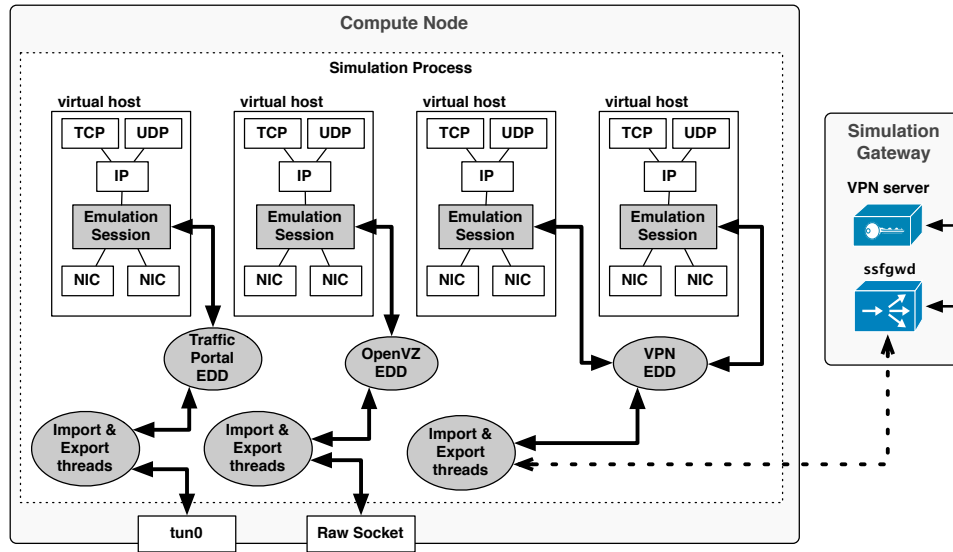 Compute Node
Simulation Process
virtual host
virtual host
virtual host
virtual host
TCP
UDP
TCP
UDP
TCP
UDP
TCP
UDP
IP
IP
IP
IP
Emulation
Session
Emulation
Session
Emulation
Session
Emulation
Session
NIC
NIC
NIC
NIC
NIC
NIC
NIC
NIC
Traffic
Portal
EDD
OpenVZ
EDD
VPN
EDD
Import &
Export
threads
Import &
Export
threads
Import &
Export
threads
tun0
Raw Socket
Simulation
Gateway
VPN server
ssfgwd